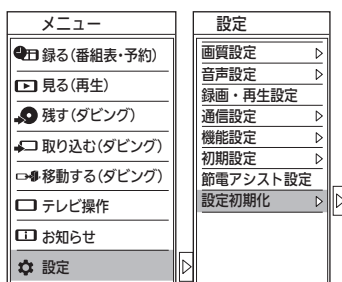 メニュー
録る(番組表・予約)
見る(再生)
残す(ダビング)
取り込む(ダビング)
移動する(ダビング)
テレビ操作
お知らせ
設定
設定
画質設定
音声設定
録画・再生設定
通信設定
機能設定
初期設定
節電アシスト設定
設定初期化